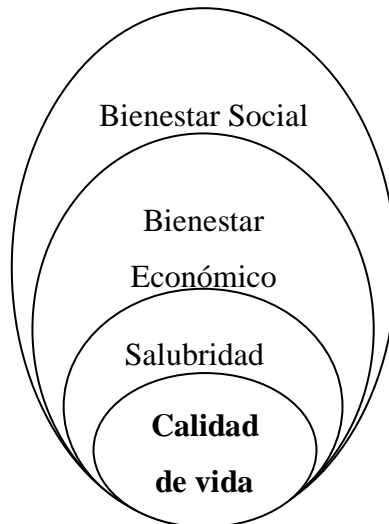 Bienestar Social
Bienestar
Económico
Salubridad
Calidad
de vida